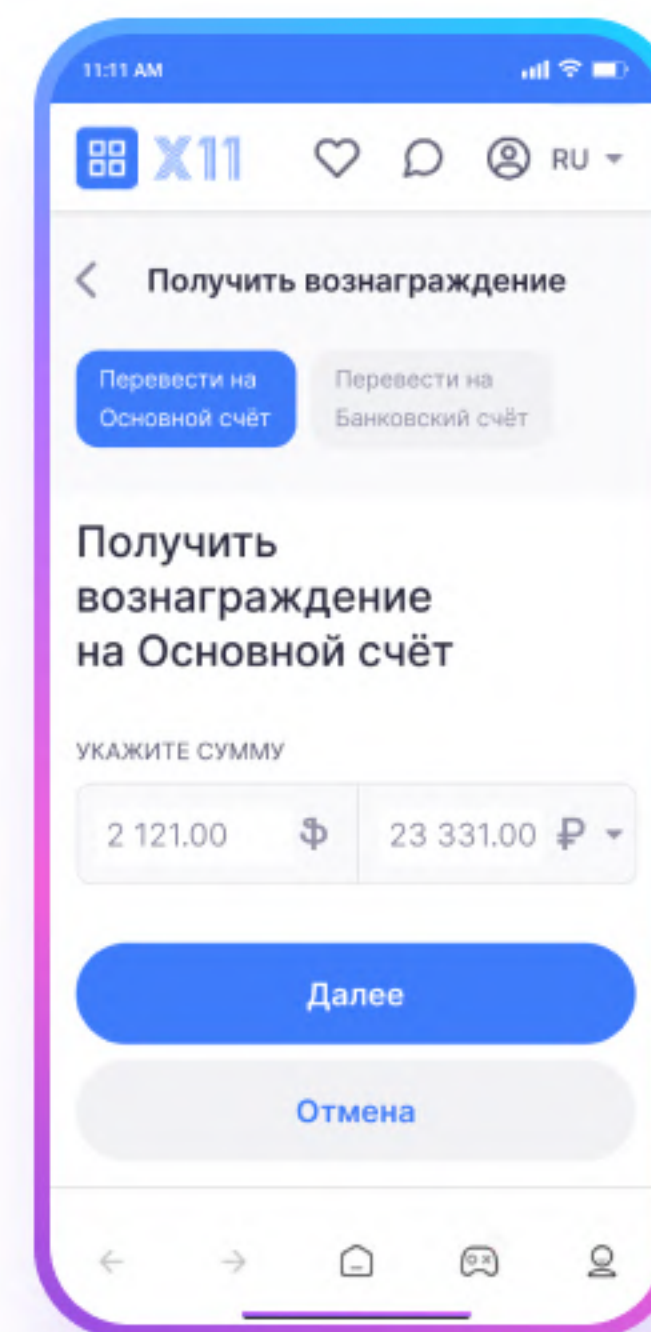 11:11 AM
X11 RU
Получить вознаграждение
Перевести на
Основной счёт
Перевести на
Банковский счёт
Получить
вознаграждение
на Основной счёт
УКАЖИТЕ СУММУ
2 121.00 23 331.00 ₽
Далее
Отмена